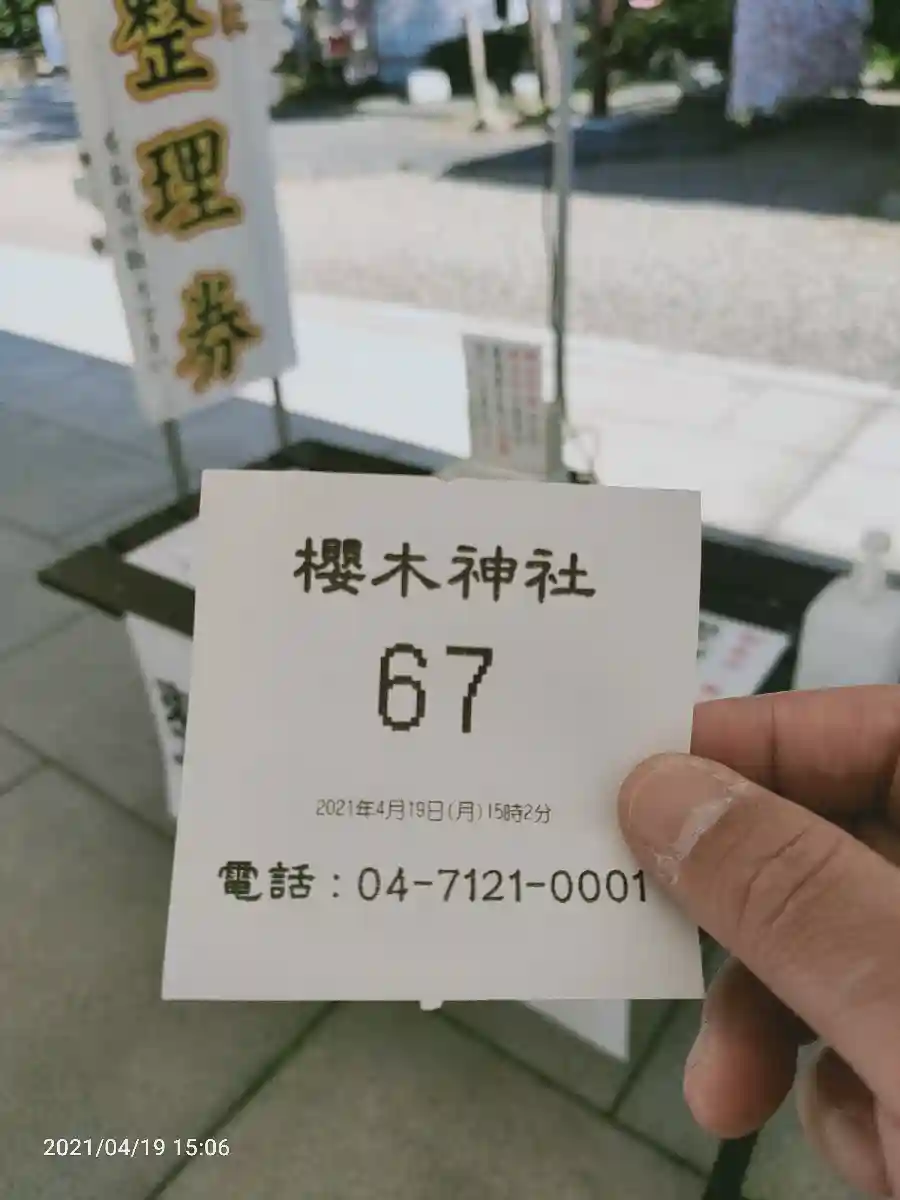 整理券
櫻木神社
67
2021年4月19日(月)15時2分
電話：04-7121-0001
2021/04/19 15:06